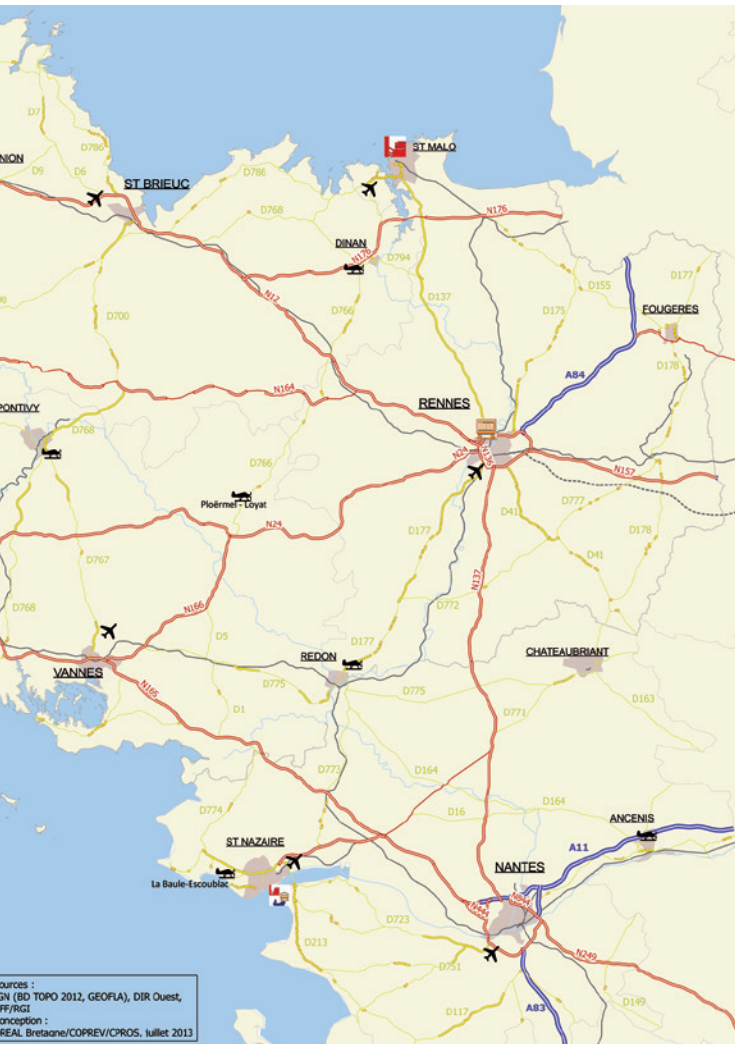 D7
D786
NION
D9
D6
ST BRIEUC
D786
D768
ST MALO
N176
DINAN
N176
D794
D137
D155
D177
N12
D766
D175
FOUGERES
D700
D178
A84
N164
RENNES
PONTIVY
D768
N24
N136
N157
D766
Ploërmel - Loyat
D777
N24
D177
D41
D178
D767
D41
N137
D768
N166
D772
D5
D177
REDON
CHATEAUBRIANT
VANNES
N165
D775
D775
D163
D1
D771
D773
D164
D774
D16
D164
ANCENIS
ST NAZAIRE
A11
La Baule-Escoublac
NANTES
N444
N844
D723
D213
D751
N249
D117
A83
D149
ources :
GN (BD TOPO 2012, GEOFLA), DIR Ouest,
FF/RGI
onception :
REAL Bretagne/COPREV/CPROS, juillet 2013